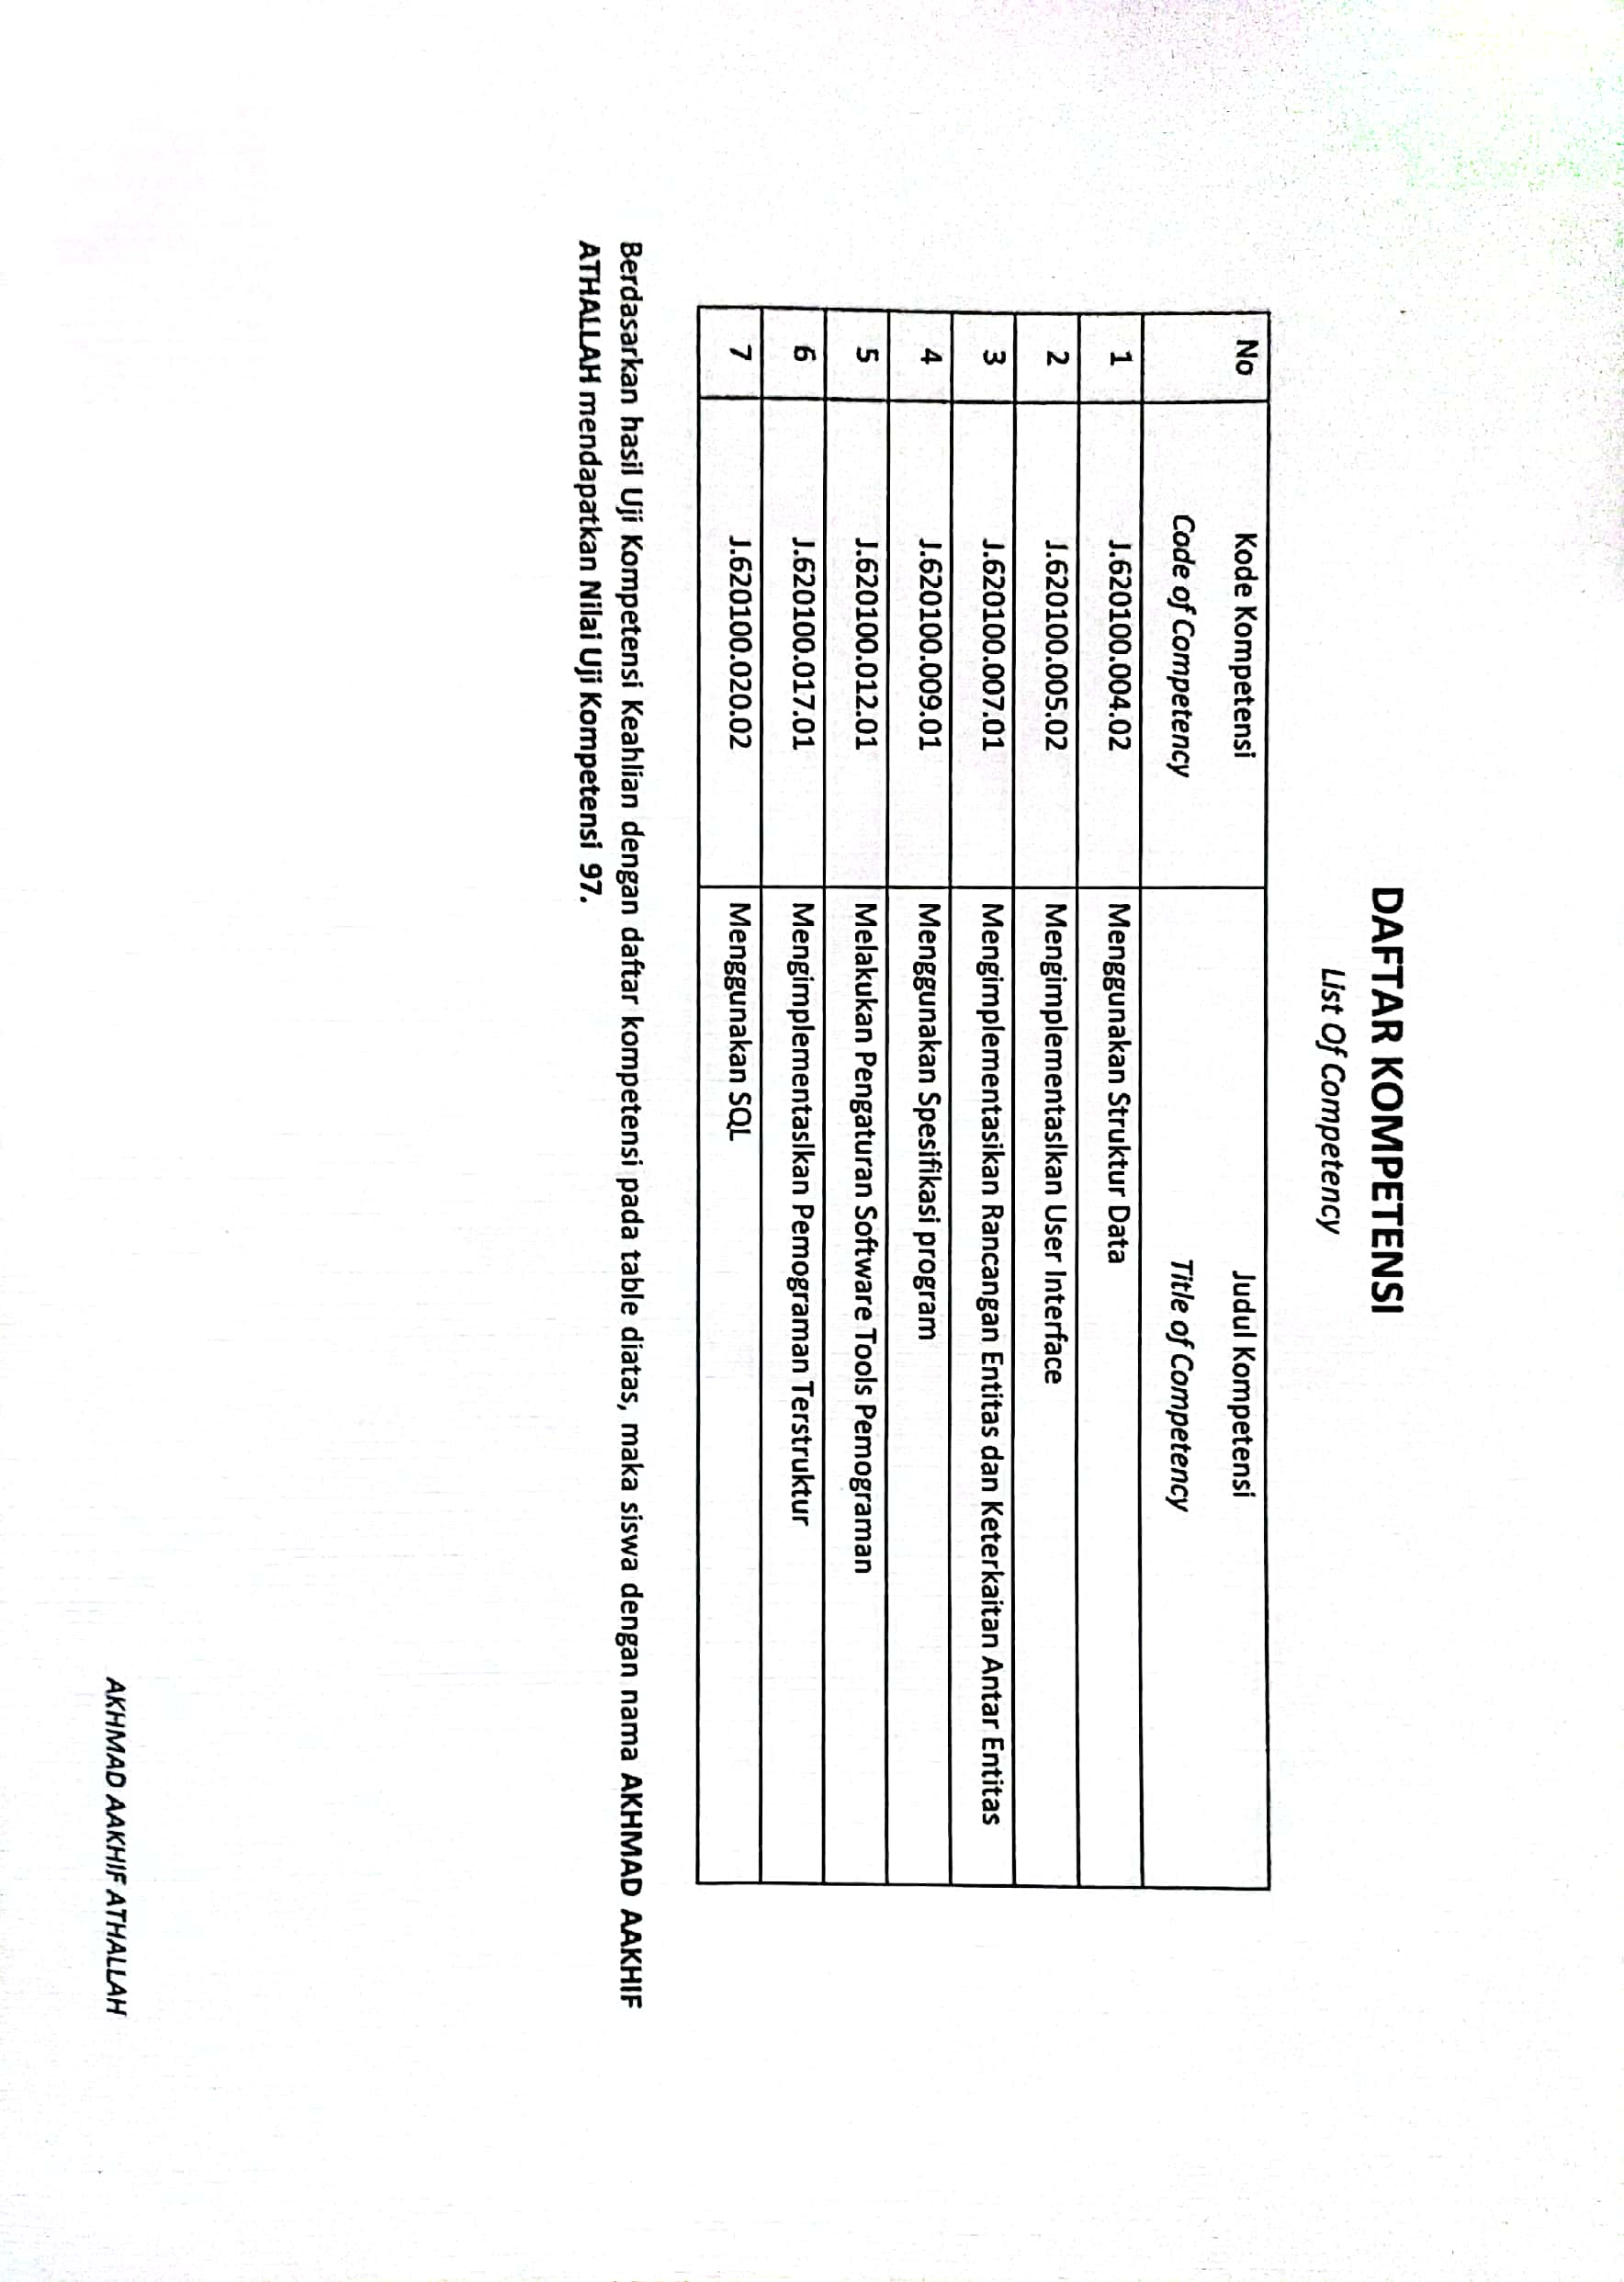 DAFTAR KOMPETENSI
List Of Competency
No Kode Kompetensi Judul Kompetensi
Code of Competency Title of Competency
1 J.620100.004.02 Menggunakan Struktur Data
2 J.620100.005.02 Mengimplementasikan User Interface
3 J.620100.007.01 Mengimplementasikan Rancangan Entitas dan Keterkaitan Antar Entitas
4 J.620100.009.01 Menggunakan Spesifikasi program
5 J.620100.012.01 Melakukan Pengaturan Software Tools Pemograman
6 J.620100.017.01 Mengimplementasikan Pemograman Terstruktur
7 J.620100.020.02 Menggunakan SQL
Berdasarkan hasil Uji Kompetensi Keahlian dengan daftar kompetensi pada table diatas, maka siswa dengan nama AKHMAD AAKHIF
ATHALLAH mendapatkan Nilai Uji Kompetensi 97.
AKHMAD AAKHIF ATHALLAH